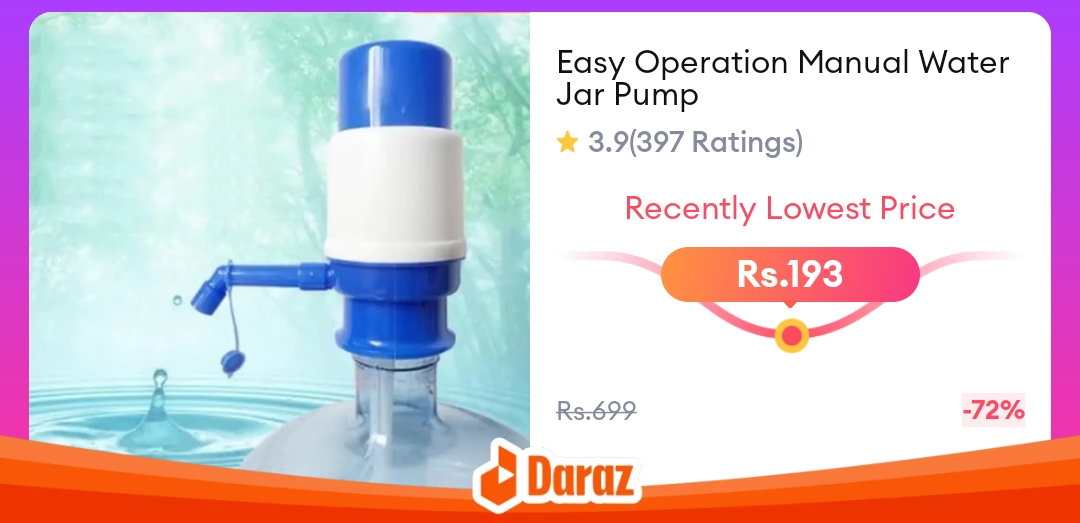 Easy Operation Manual Water
Jar Pump
3.9(397 Ratings)
Recently Lowest Price
Rs.193
Rs.699
-72%
Daraz